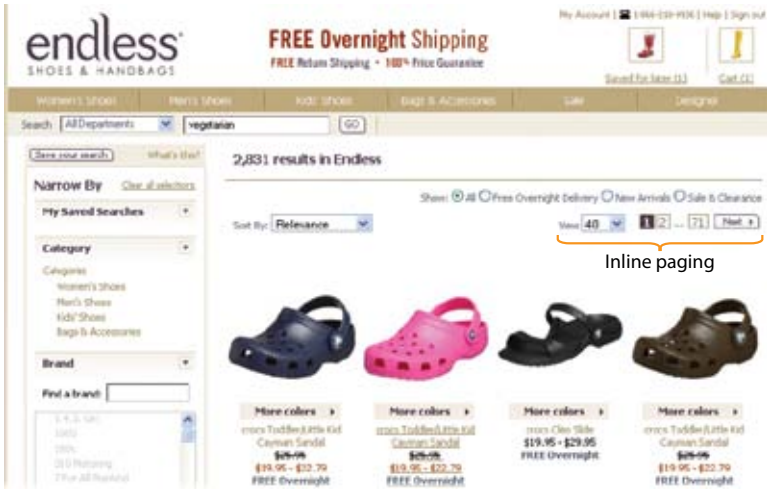 endless
SHOES & HANDBAGS
FREE Overnight Shipping
FREE Return Shipping • 100% Price Guarantee
My Account | Help | Sign out
Saved for later (1) Cart (1)
Women's Shoes Men's Shoes Kids' Shoes Bags & Accessories Sale Designer
Search All Departments vegetarian GO
Save your search What's this?
2,831 results in Endless
Narrow By Clear all selections
Show: All Free Overnight Delivery New Arrivals Sale & Clearance
My Saved Searches
Sort By: Relevance View 40 1 2 ... 71 Next
Inline paging
Category
Categories
Women's Shoes
Men's Shoes
Kids' Shoes
Bags & Accessories
Brand
Find a brand:
More colors More colors More colors More colors
crocs Toddler/Little Kid crocs Toddler/Little Kid crocs Cleo Slide crocs Toddler/Little Kid
Cayman Sandal Cayman Sandal $19.95 - $29.95 Cayman Sandal
$25.95 $25.95 FREE Overnight $25.95
$19.95 - $22.79 $19.95 - $22.79 $19.95 - $22.79
FREE Overnight FREE Overnight FREE Overnight